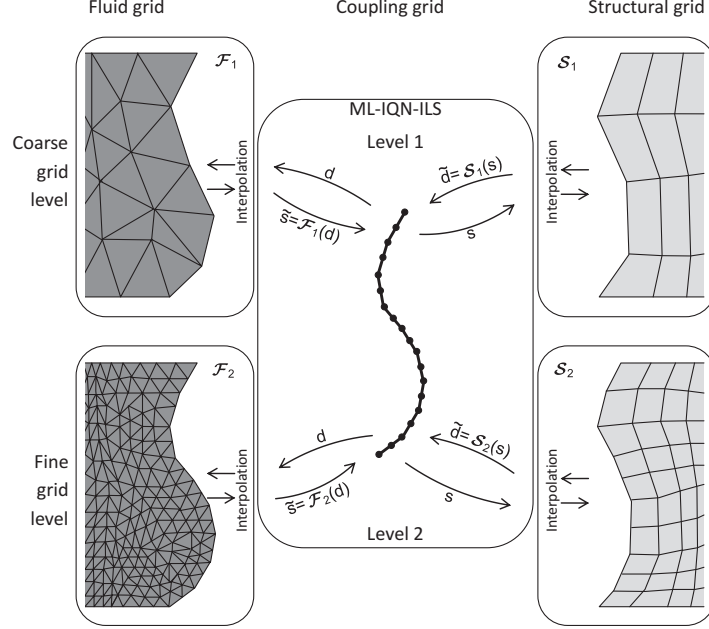 Fluid grid
Coupling grid
Structural grid
ℱ₁
𝒮₁
ML-IQN-ILS
Level 1
Coarse
grid
level
Interpolation
d
s̃=ℱ₁(d)
d̃=𝒮₁(s)
s
Interpolation
ℱ₂
𝒮₂
Fine
grid
level
Interpolation
d
s̃=ℱ₂(d)
d̃=𝒮₂(s)
s
Interpolation
Level 2